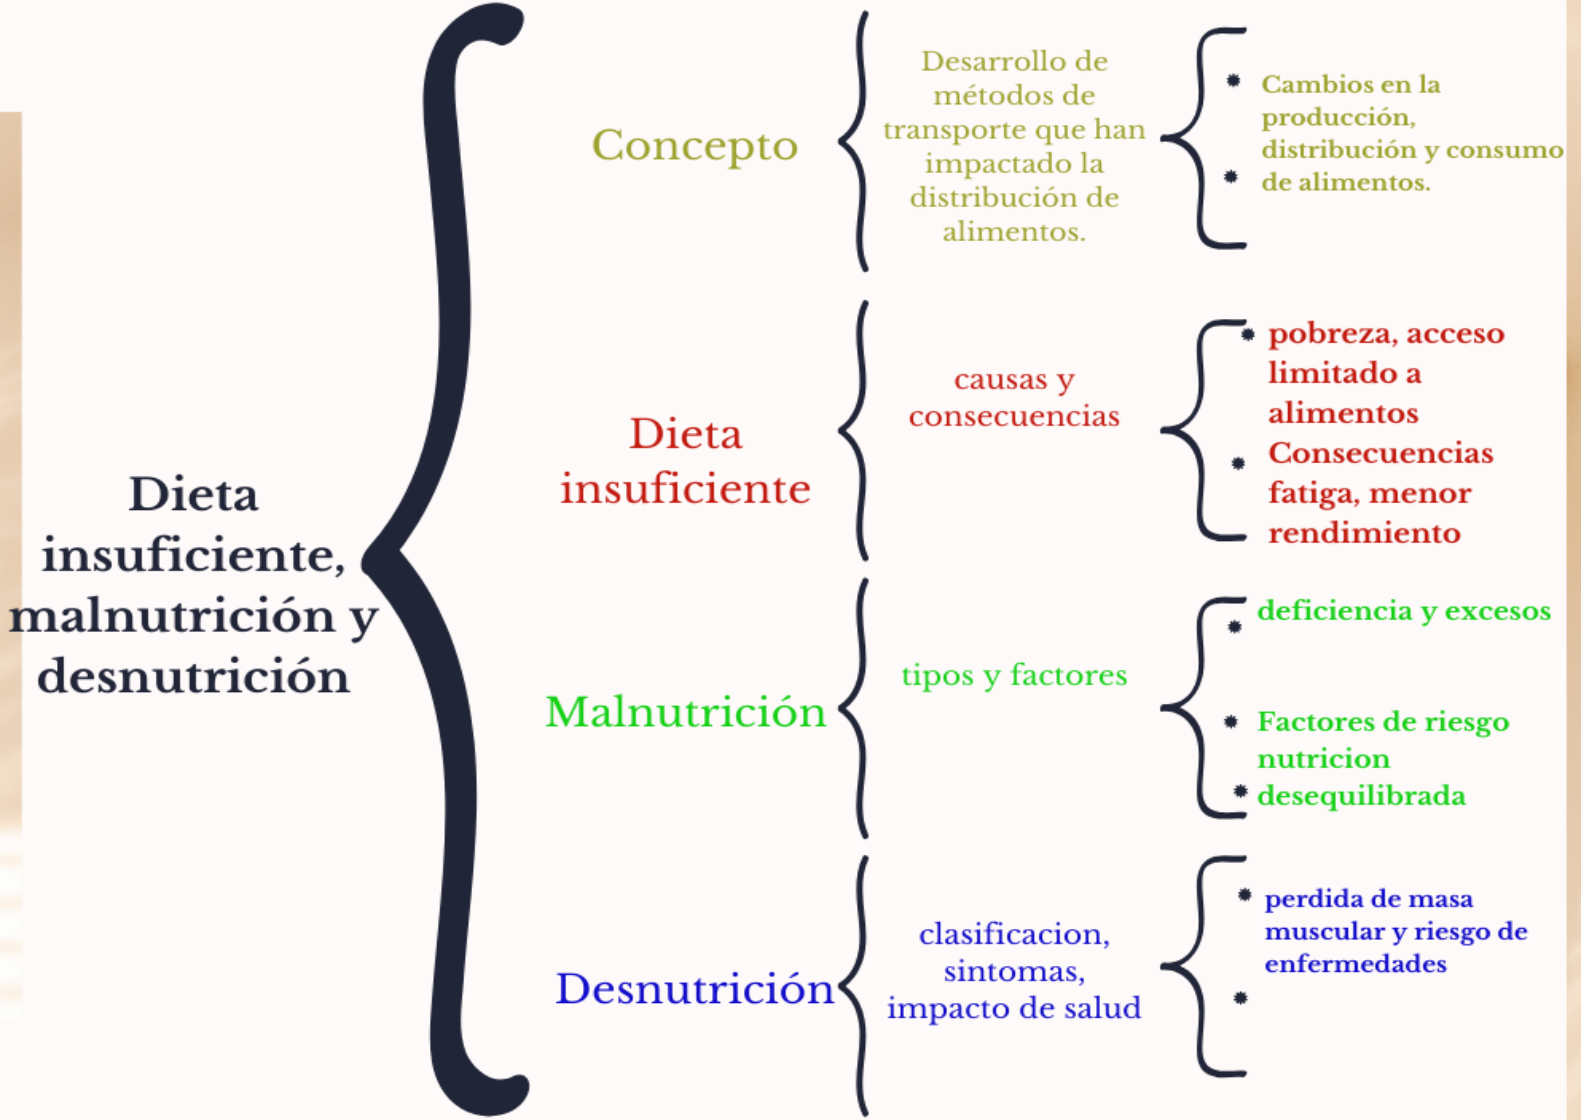 Dieta
insuficiente,
malnutrición y
desnutrición
Concepto
Desarrollo de
métodos de
transporte que han
impactado la
distribución de
alimentos.
Cambios en la
producción,
distribución y consumo
de alimentos.
Dieta
insuficiente
causas y
consecuencias
pobreza, acceso
limitado a
alimentos
Consecuencias
fatiga, menor
rendimiento
Malnutrición
tipos y factores
deficiencia y excesos
Factores de riesgo
nutricion
desequilibrada
Desnutrición
clasificacion,
sintomas,
impacto de salud
perdida de masa
muscular y riesgo de
enfermedades